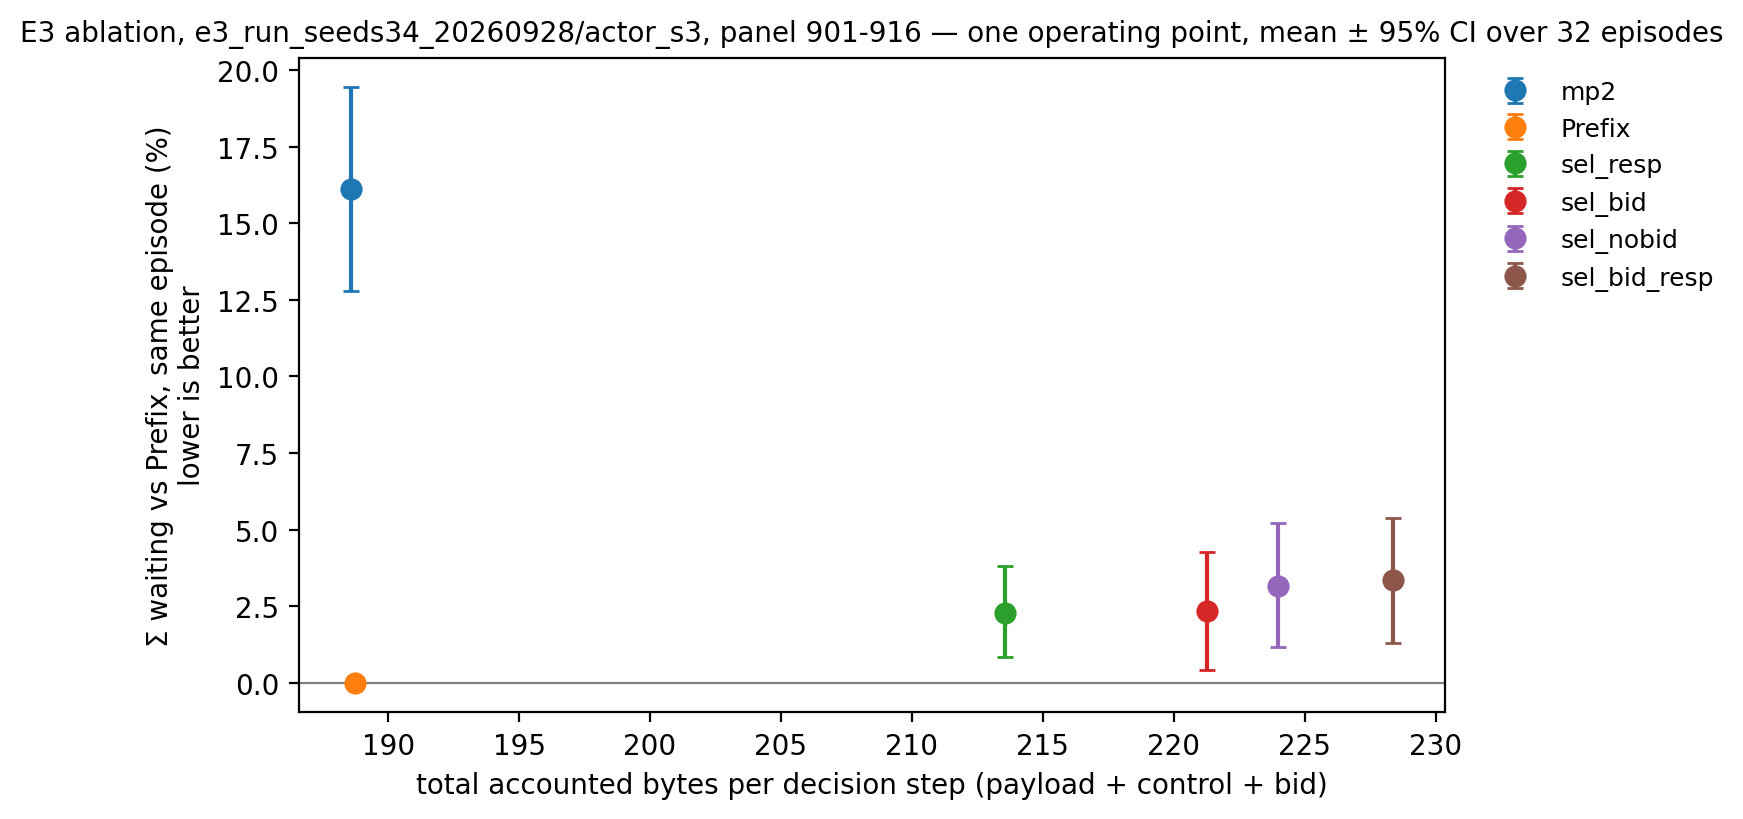 E3 ablation, e3_run_seeds34_20260928/actor_s3, panel 901-916 — one operating point, mean ± 95% CI over 32 episodes
Σ waiting vs Prefix, same episode (%)
lower is better
20.0
17.5
15.0
12.5
10.0
7.5
5.0
2.5
0.0
190
195
200
205
210
215
220
225
230
total accounted bytes per decision step (payload + control + bid)
mp2
Prefix
sel_resp
sel_bid
sel_nobid
sel_bid_resp